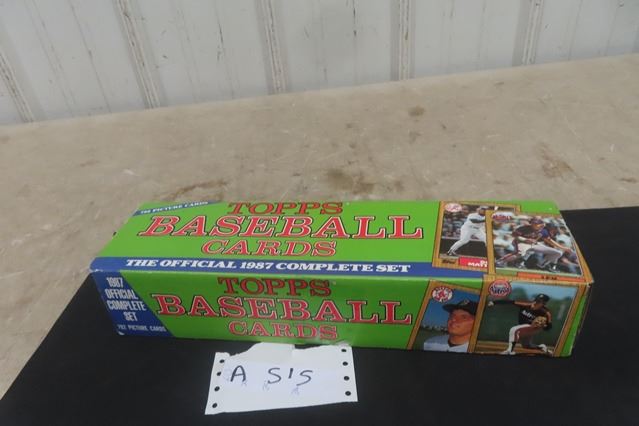 792 PICTURE CARDS
TOPPS
BASEBALL
CARDS
THE OFFICIAL 1987 COMPLETE SET
1987
OFFICIAL
COMPLETE
SET
792 PICTURE CARDS
TOPPS
BASEBALL
CARDS
A SIS